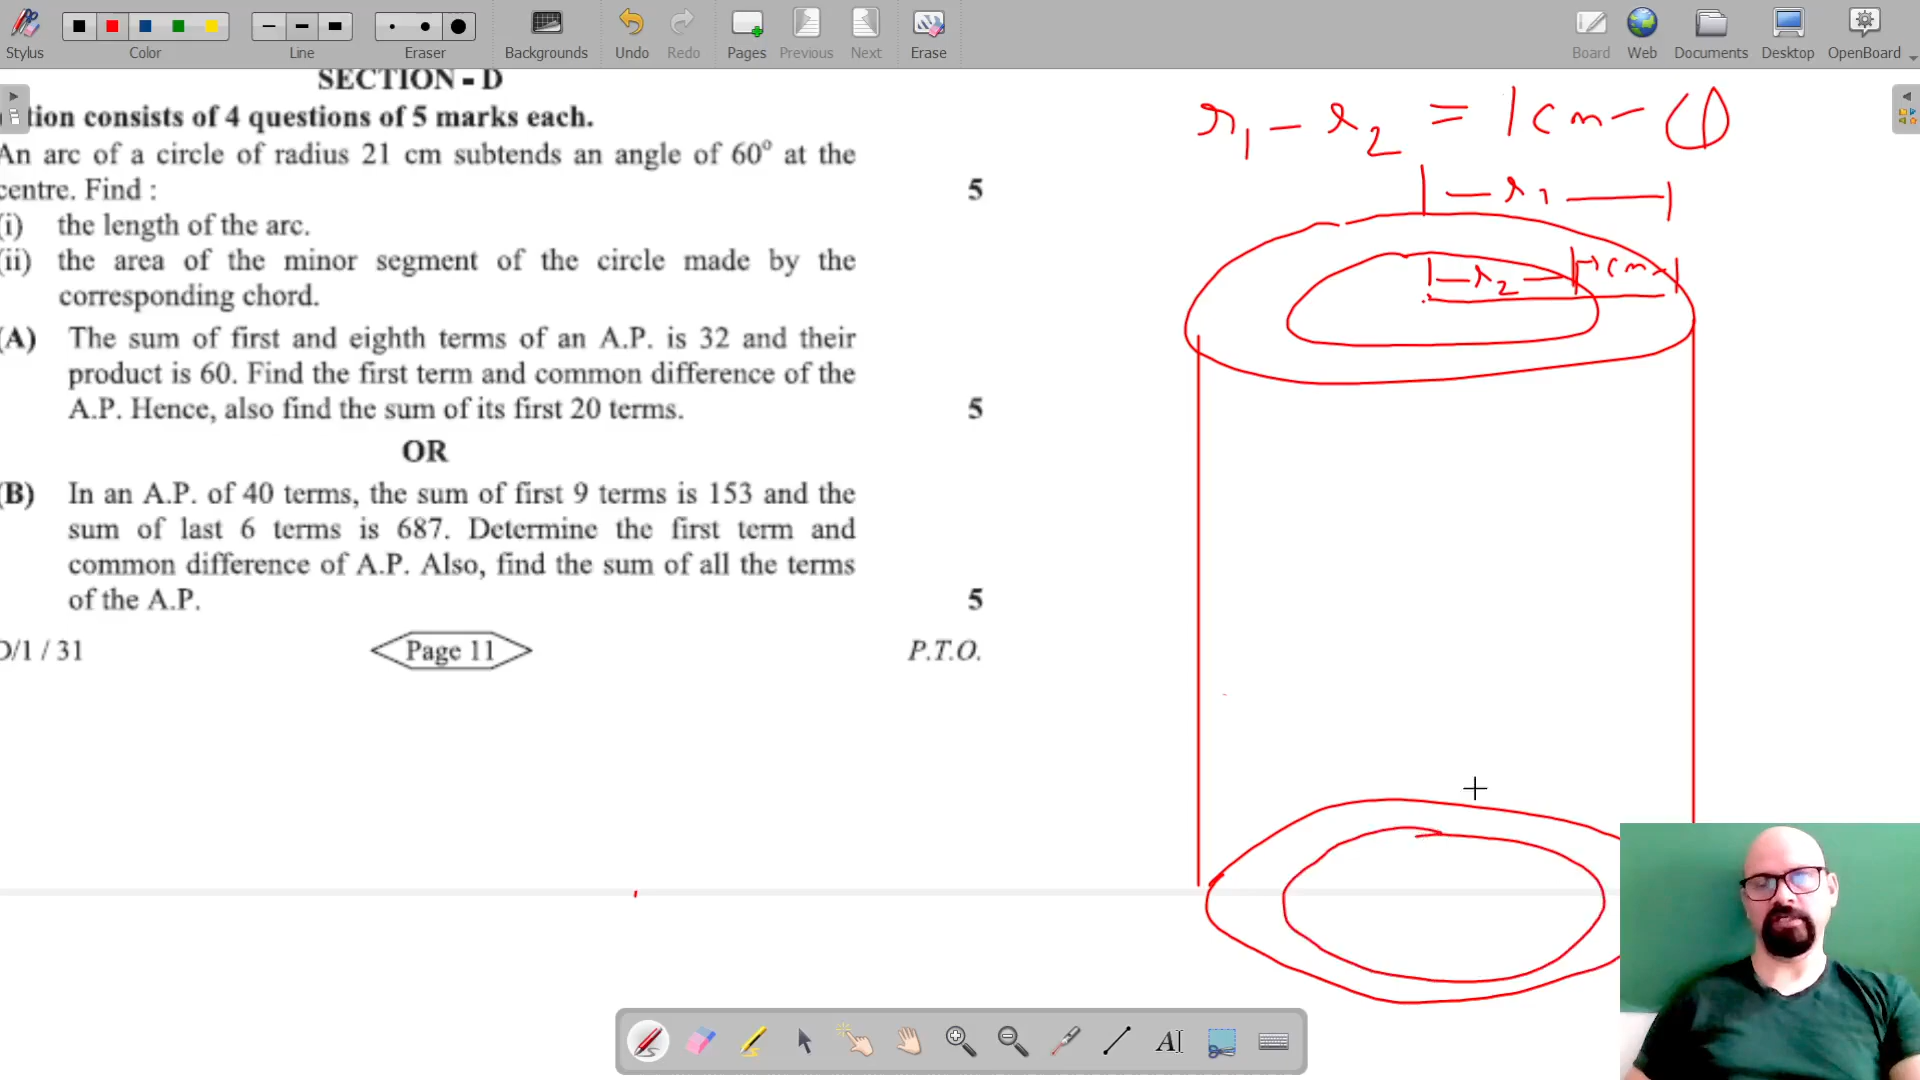 Stylus
Color
Line
Eraser
Backgrounds
Undo
Redo
Pages
Previous
Next
Erase
Board
Web
Documents
Desktop
OpenBoard
SECTION - D
tion consists of 4 questions of 5 marks each.
An arc of a circle of radius 21 cm subtends an angle of 60° at the
centre. Find : 5
(i) the length of the arc.
(ii) the area of the minor segment of the circle made by the
corresponding chord.
(A) The sum of first and eighth terms of an A.P. is 32 and their
product is 60. Find the first term and common difference of the
A.P. Hence, also find the sum of its first 20 terms. 5
OR
(B) In an A.P. of 40 terms, the sum of first 9 terms is 153 and the
sum of last 6 terms is 687. Determine the first term and
common difference of A.P. Also, find the sum of all the terms
of the A.P. 5
D/1 / 31 Page 11 P.T.O.
r₁ - r₂ = 1cm - ①
r₁
r₂ 1cm